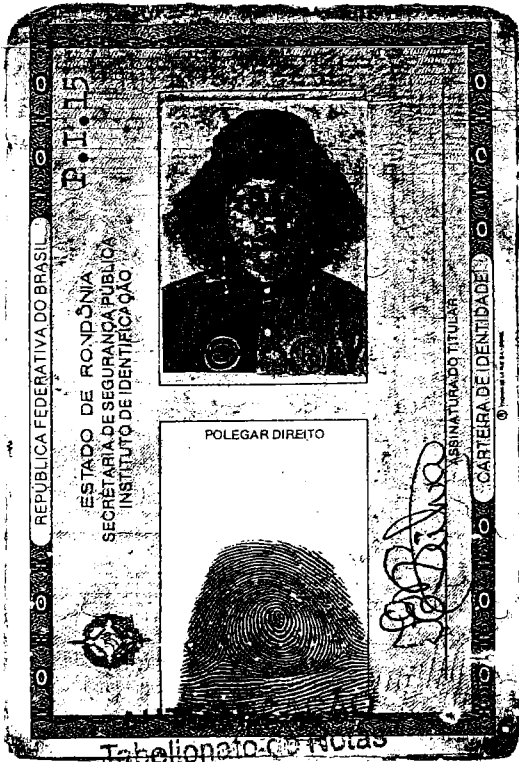 REPÚBLICA FEDERATIVA DO BRASIL
P.I.15
ESTADO DE RONDÔNIA
SECRETARIA DE SEGURANÇA PÚBLICA
INSTITUTO DE IDENTIFICAÇÃO
POLEGAR DIREITO
ASSINATURA DO TITULAR
CARTEIRA DE IDENTIDADE
Tabelionato de Notas